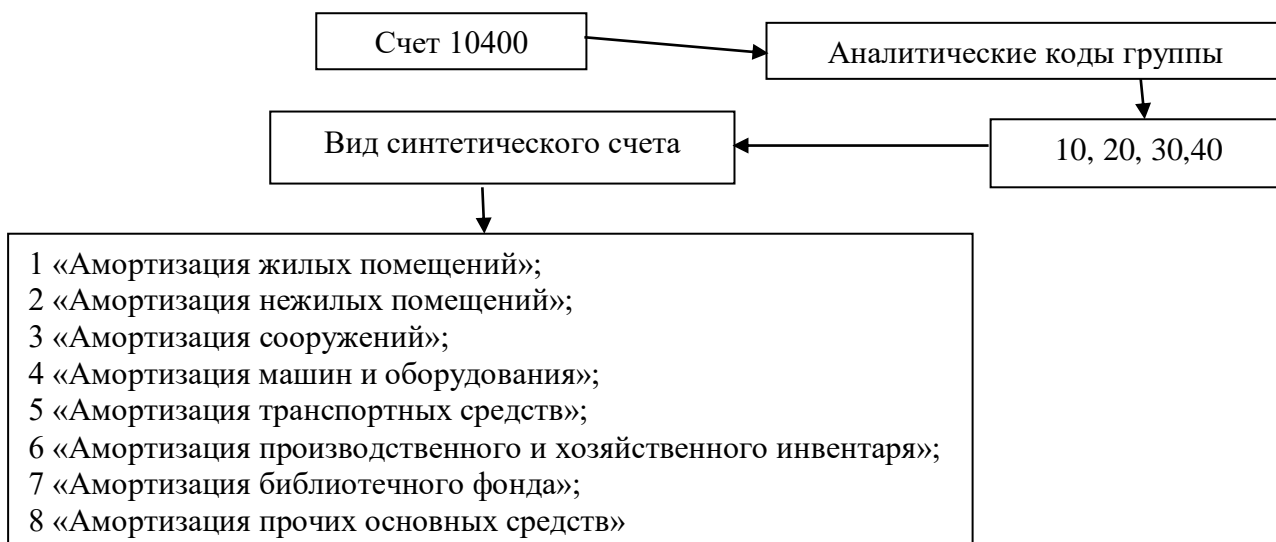 Счет 10400
Аналитические коды группы
10, 20, 30,40
Вид синтетического счета
1 «Амортизация жилых помещений»;
2 «Амортизация нежилых помещений»;
3 «Амортизация сооружений»;
4 «Амортизация машин и оборудования»;
5 «Амортизация транспортных средств»;
6 «Амортизация производственного и хозяйственного инвентаря»;
7 «Амортизация библиотечного фонда»;
8 «Амортизация прочих основных средств»